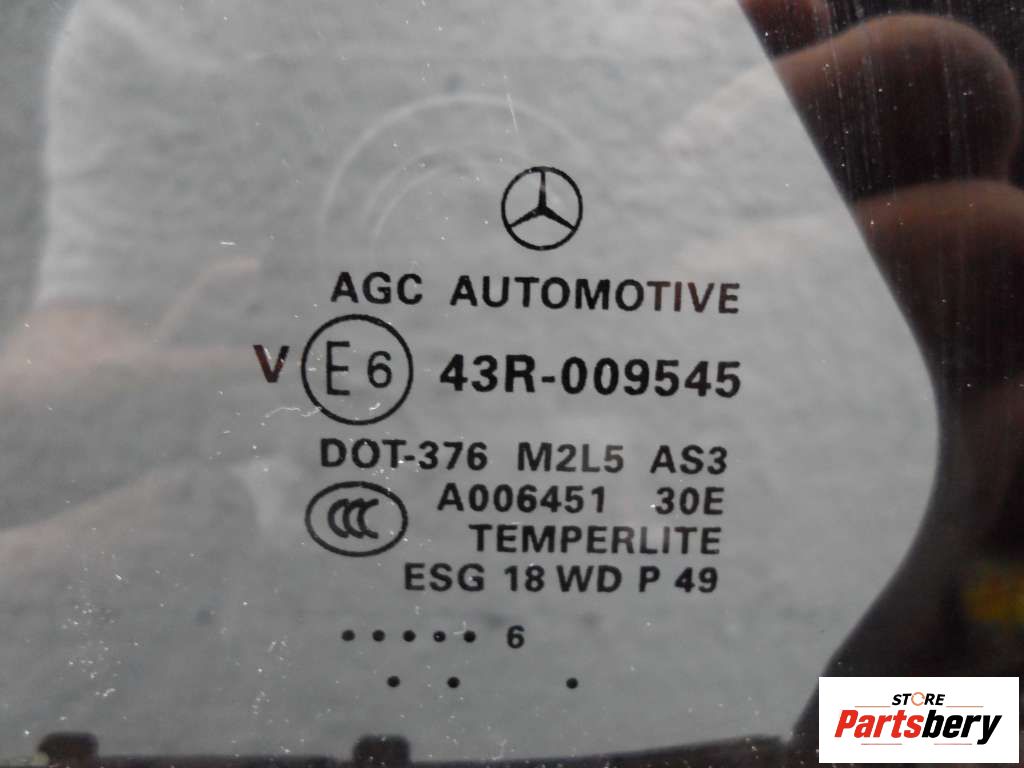 AGC AUTOMOTIVE
V E6 43R-009545
DOT-376 M2L5 AS3
CCC A006451 30E
TEMPERLITE
ESG 18 WD P 49
• • • • • 6
• • •
STORE
Partsbery